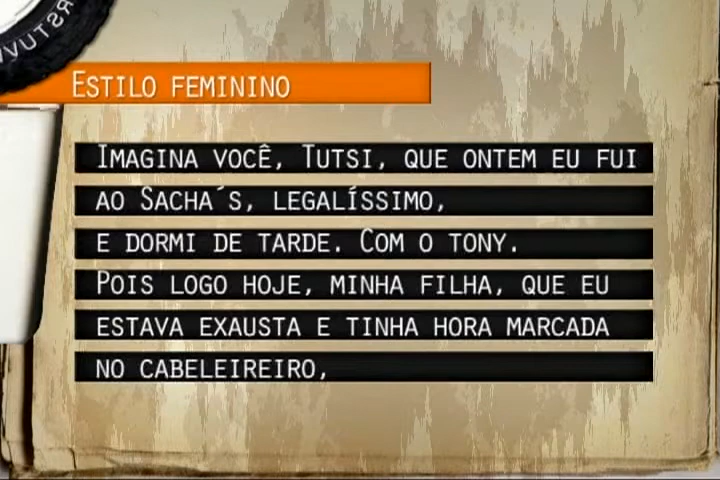 ESTILO FEMININO
IMAGINA VOCÊ, TUTSI, QUE ONTEM EU FUI
AO SACHA´S, LEGALÍSSIMO,
E DORMI DE TARDE. COM O TONY.
POIS LOGO HOJE, MINHA FILHA, QUE EU
ESTAVA EXAUSTA E TINHA HORA MARCADA
NO CABELEIREIRO,